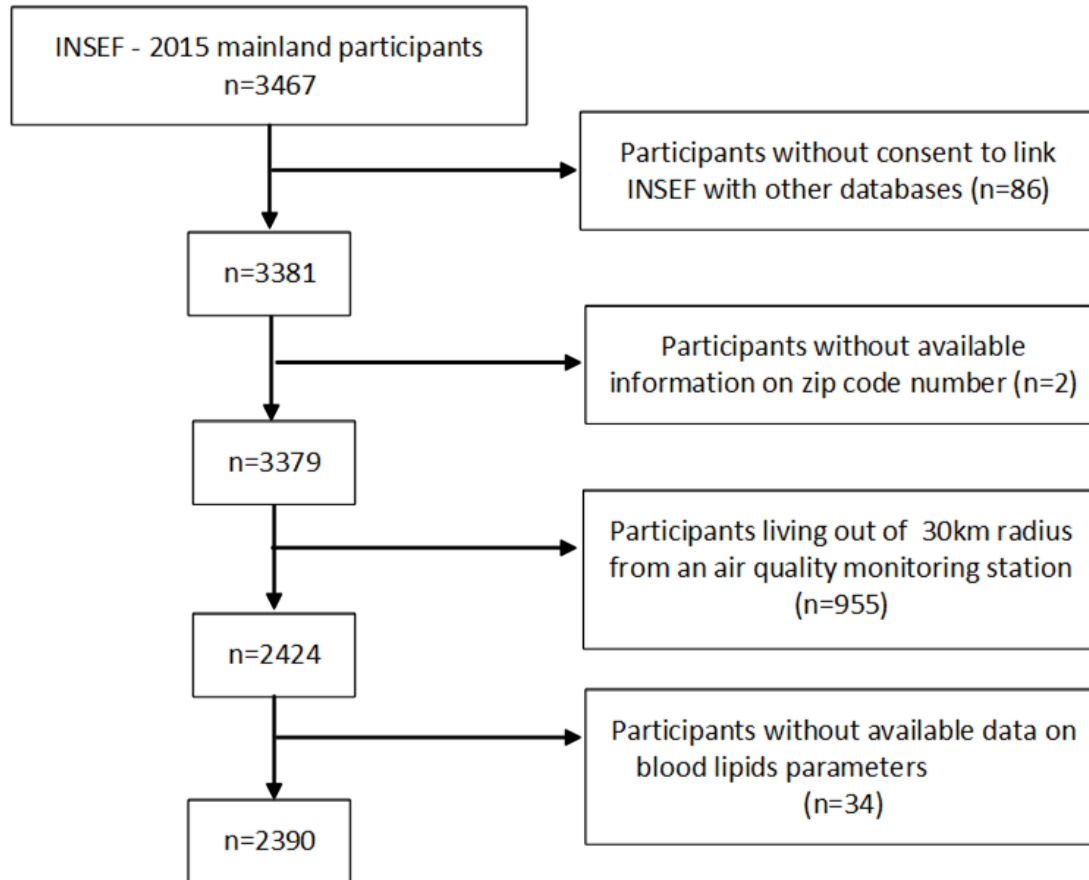 INSEF - 2015 mainland participants
n=3467
Participants without consent to link
INSEF with other databases (n=86)
n=3381
Participants without available
information on zip code number (n=2)
n=3379
Participants living out of 30km radius
from an air quality monitoring station
(n=955)
n=2424
Participants without available data on
blood lipids parameters
(n=34)
n=2390